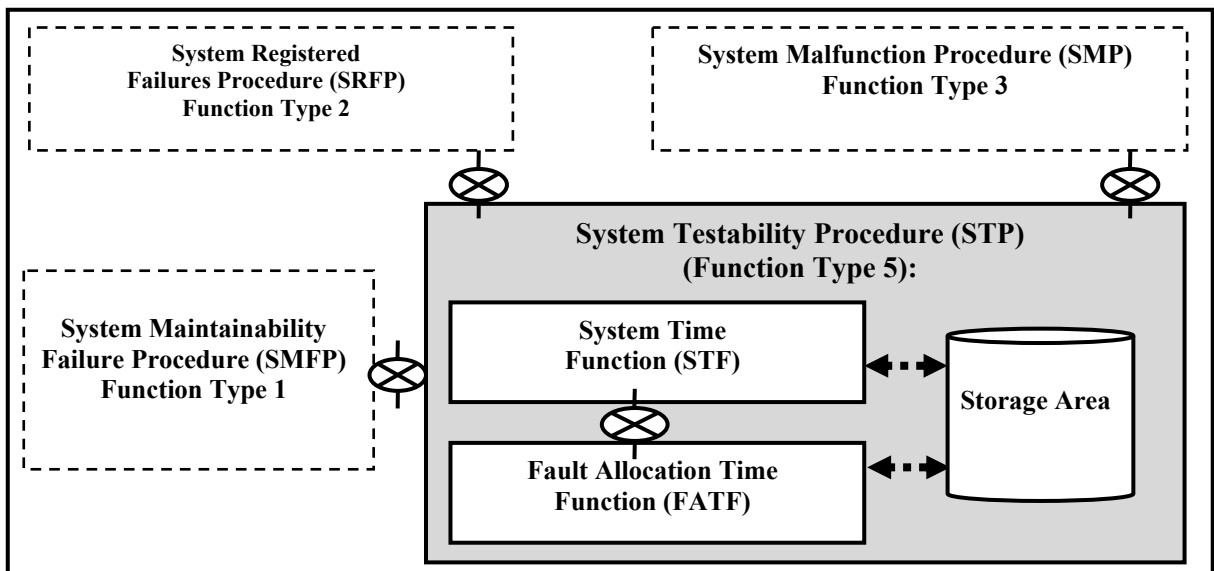 System Registered
Failures Procedure (SRFP)
Function Type 2
System Malfunction Procedure (SMP)
Function Type 3
System Testability Procedure (STP)
(Function Type 5):
System Maintainability
Failure Procedure (SMFP)
Function Type 1
System Time
Function (STF)
Storage Area
Fault Allocation Time
Function (FATF)